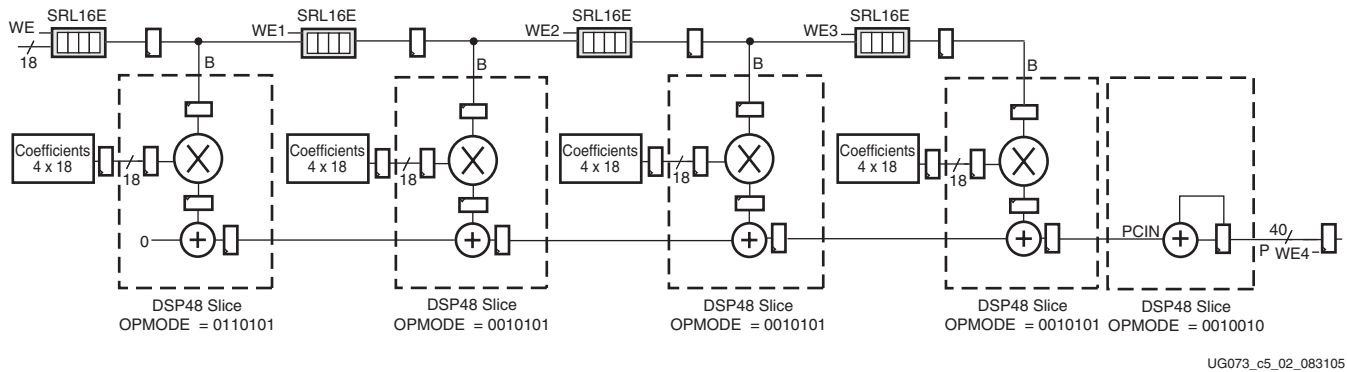 SRL16E
SRL16E
SRL16E
SRL16E
WE
WE1
WE2
WE3
18
B
B
B
B
Coefficients
4 x 18
18
Coefficients
4 x 18
18
Coefficients
4 x 18
18
Coefficients
4 x 18
18
0
PCIN
40
P
WE4
DSP48 Slice
OPMODE = 0110101
DSP48 Slice
OPMODE = 0010101
DSP48 Slice
OPMODE = 0010101
DSP48 Slice
OPMODE = 0010101
DSP48 Slice
OPMODE = 0010010
UG073_c5_02_083105